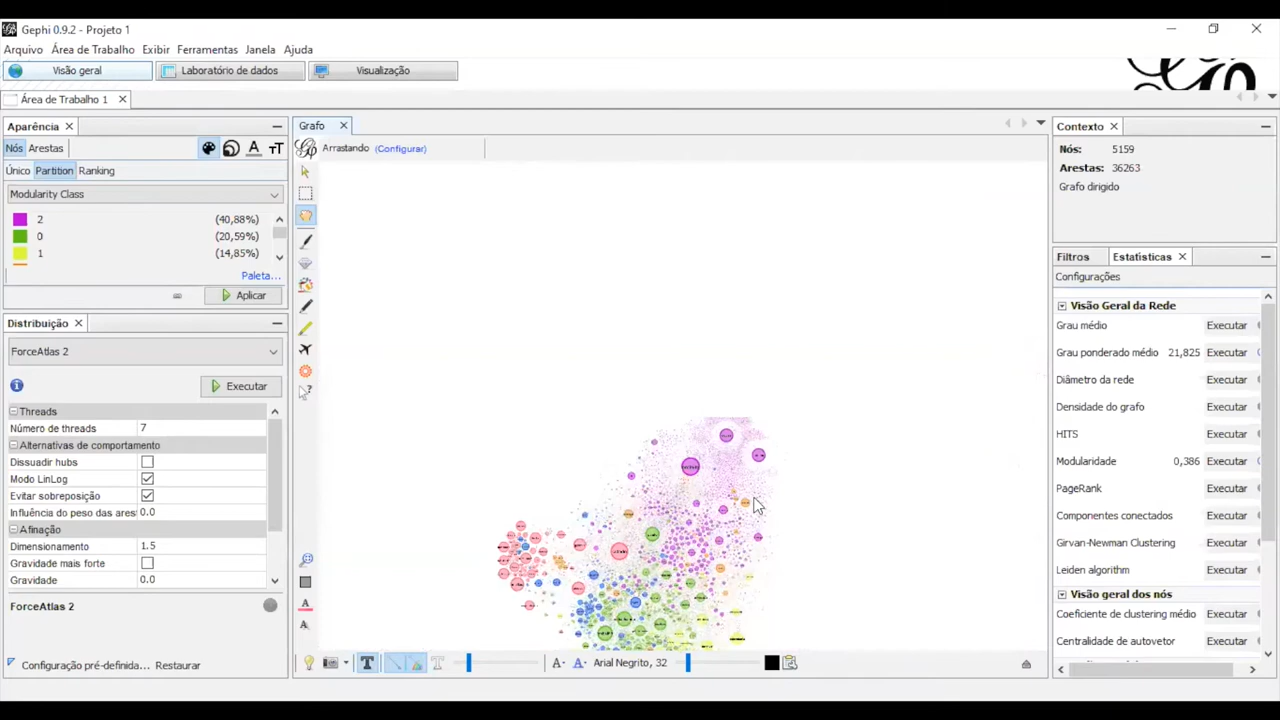 Gephi 0.9.2 - Projeto 1
Arquivo Área de Trabalho Exibir Ferramentas Janela Ajuda
Visão geral Laboratório de dados Visualização
Área de Trabalho 1
Aparência
Nós Arestas
Único Partition Ranking
Modularity Class
2 (40,88%)
0 (20,59%)
1 (14,85%)
Paleta...
Aplicar
Distribuição
ForceAtlas 2
Executar
Threads
Número de threads 7
Alternativas de comportamento
Dissuadir hubs
Modo LinLog
Evitar sobreposição
Influência do peso das ares 0.0
Afinação
Dimensionamento 1.5
Gravidade mais forte
Gravidade 0.0
ForceAtlas 2
Configuração pré-definida... Restaurar
Grafo
Arrastando (Configurar)
Arial Negrito, 32
Contexto
Nós: 5159
Arestas: 36263
Grafo dirigido
Filtros Estatísticas
Configurações
Visão Geral da Rede
Grau médio Executar
Grau ponderado médio 21,825 Executar
Diâmetro da rede Executar
Densidade do grafo Executar
HITS Executar
Modularidade 0,386 Executar
PageRank Executar
Componentes conectados Executar
Girvan-Newman Clustering Executar
Leiden algorithm Executar
Visão geral dos nós
Coeficiente de clustering médio Executar
Centralidade de autovetor Executar